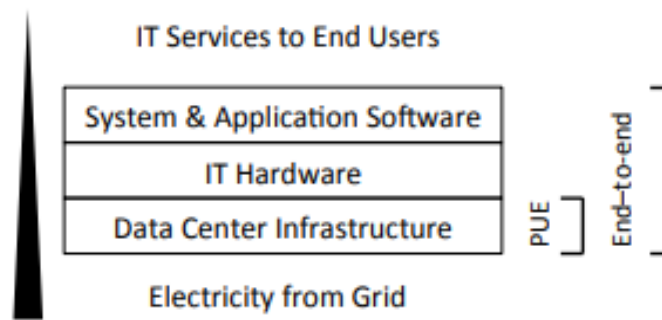 IT Services to End Users
System & Application Software
IT Hardware
Data Center Infrastructure
Electricity from Grid
PUE
End–to-end